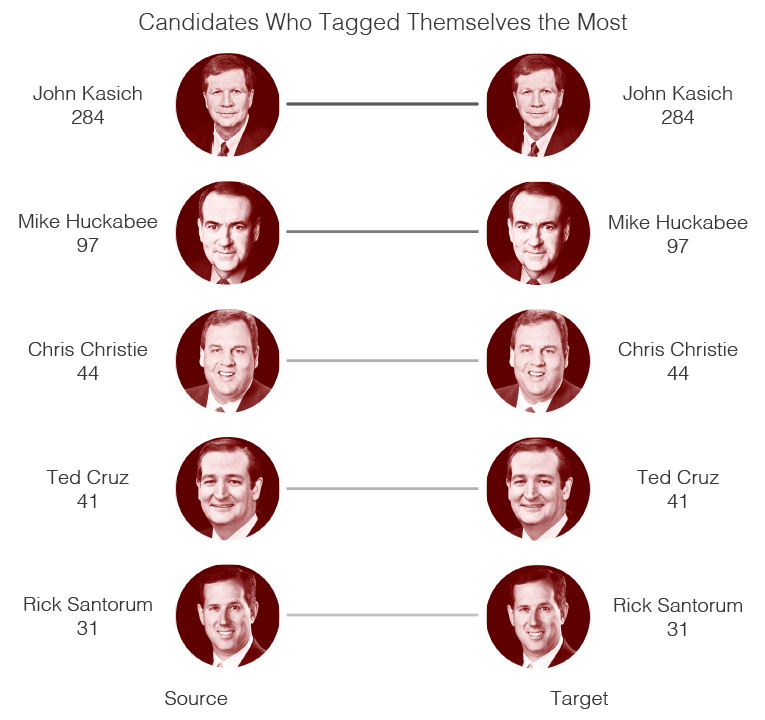 Candidates Who Tagged Themselves the Most
John Kasich
284
John Kasich
284
Mike Huckabee
97
Mike Huckabee
97
Chris Christie
44
Chris Christie
44
Ted Cruz
41
Ted Cruz
41
Rick Santorum
31
Rick Santorum
31
Source
Target